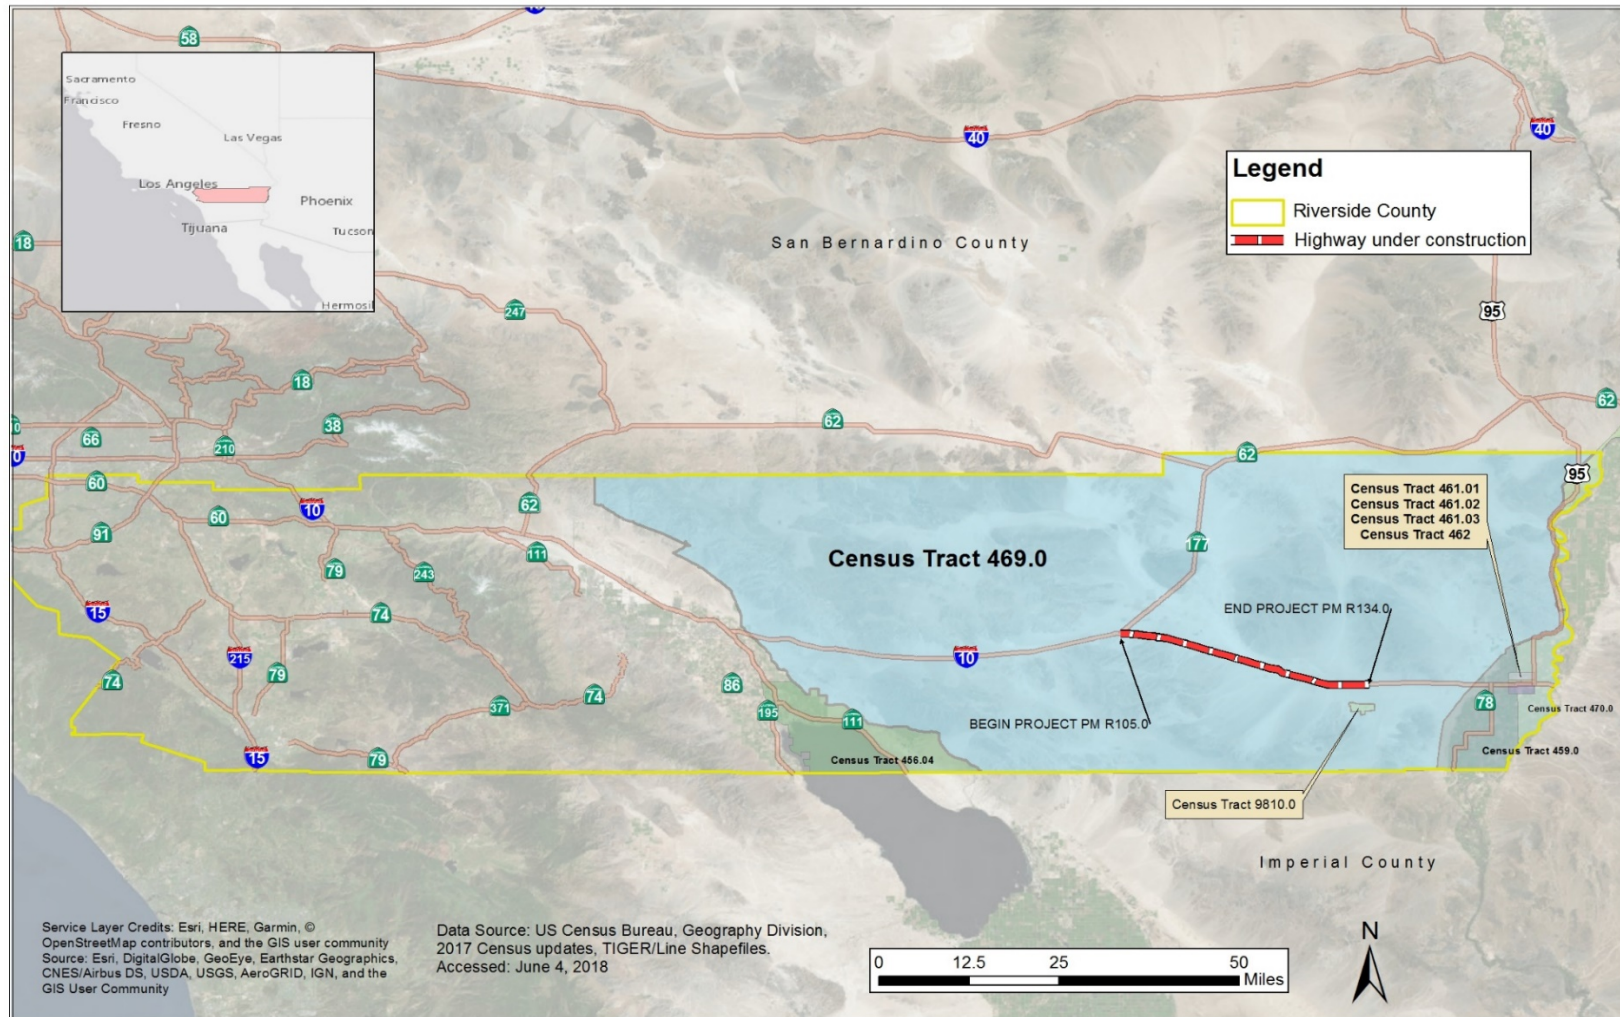 58
Sacramento
Francisco
Fresno
Las Vegas
Los Angeles
Phoenix
Tijuana
Tucson
Hermosil
40
40
Legend
Riverside County
Highway under construction
San Bernardino County
18
247
95
18
38
66
210
62
62
62
60
10
60
91
62
111
79
243
15
74
215
79
74
74
371
79
15
86
195
111
10
177
95
78
Census Tract 469.0
Census Tract 461.01
Census Tract 461.02
Census Tract 461.03
Census Tract 462
END PROJECT PM R134.0
BEGIN PROJECT PM R105.0
Census Tract 470.0
Census Tract 459.0
Census Tract 456.04
Census Tract 9810.0
Imperial County
Service Layer Credits: Esri, HERE, Garmin, ©
OpenStreetMap contributors, and the GIS user community
Source: Esri, DigitalGlobe, GeoEye, Earthstar Geographics,
CNES/Airbus DS, USDA, USGS, AeroGRID, IGN, and the
GIS User Community
Data Source: US Census Bureau, Geography Division,
2017 Census updates, TIGER/Line Shapefiles.
Accessed: June 4, 2018
0 12.5 25 50
Miles
N